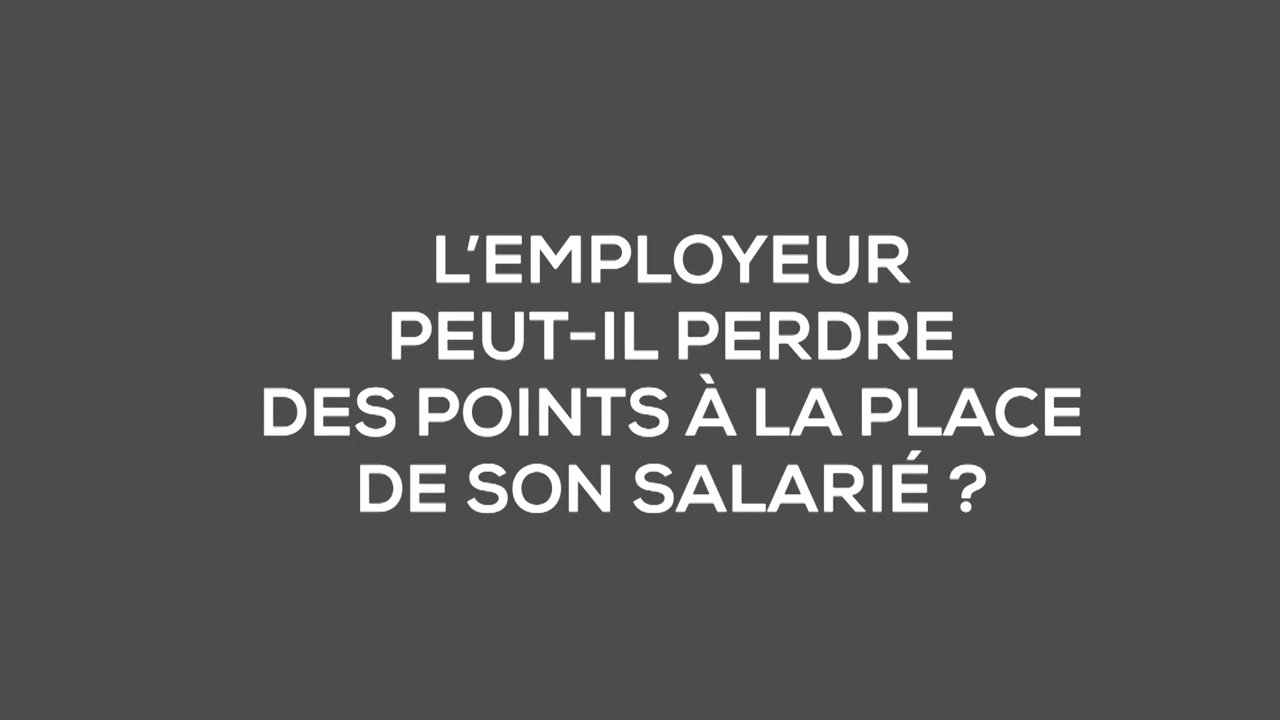 L’EMPLOYEUR
PEUT-IL PERDRE
DES POINTS À LA PLACE
DE SON SALARIÉ ?